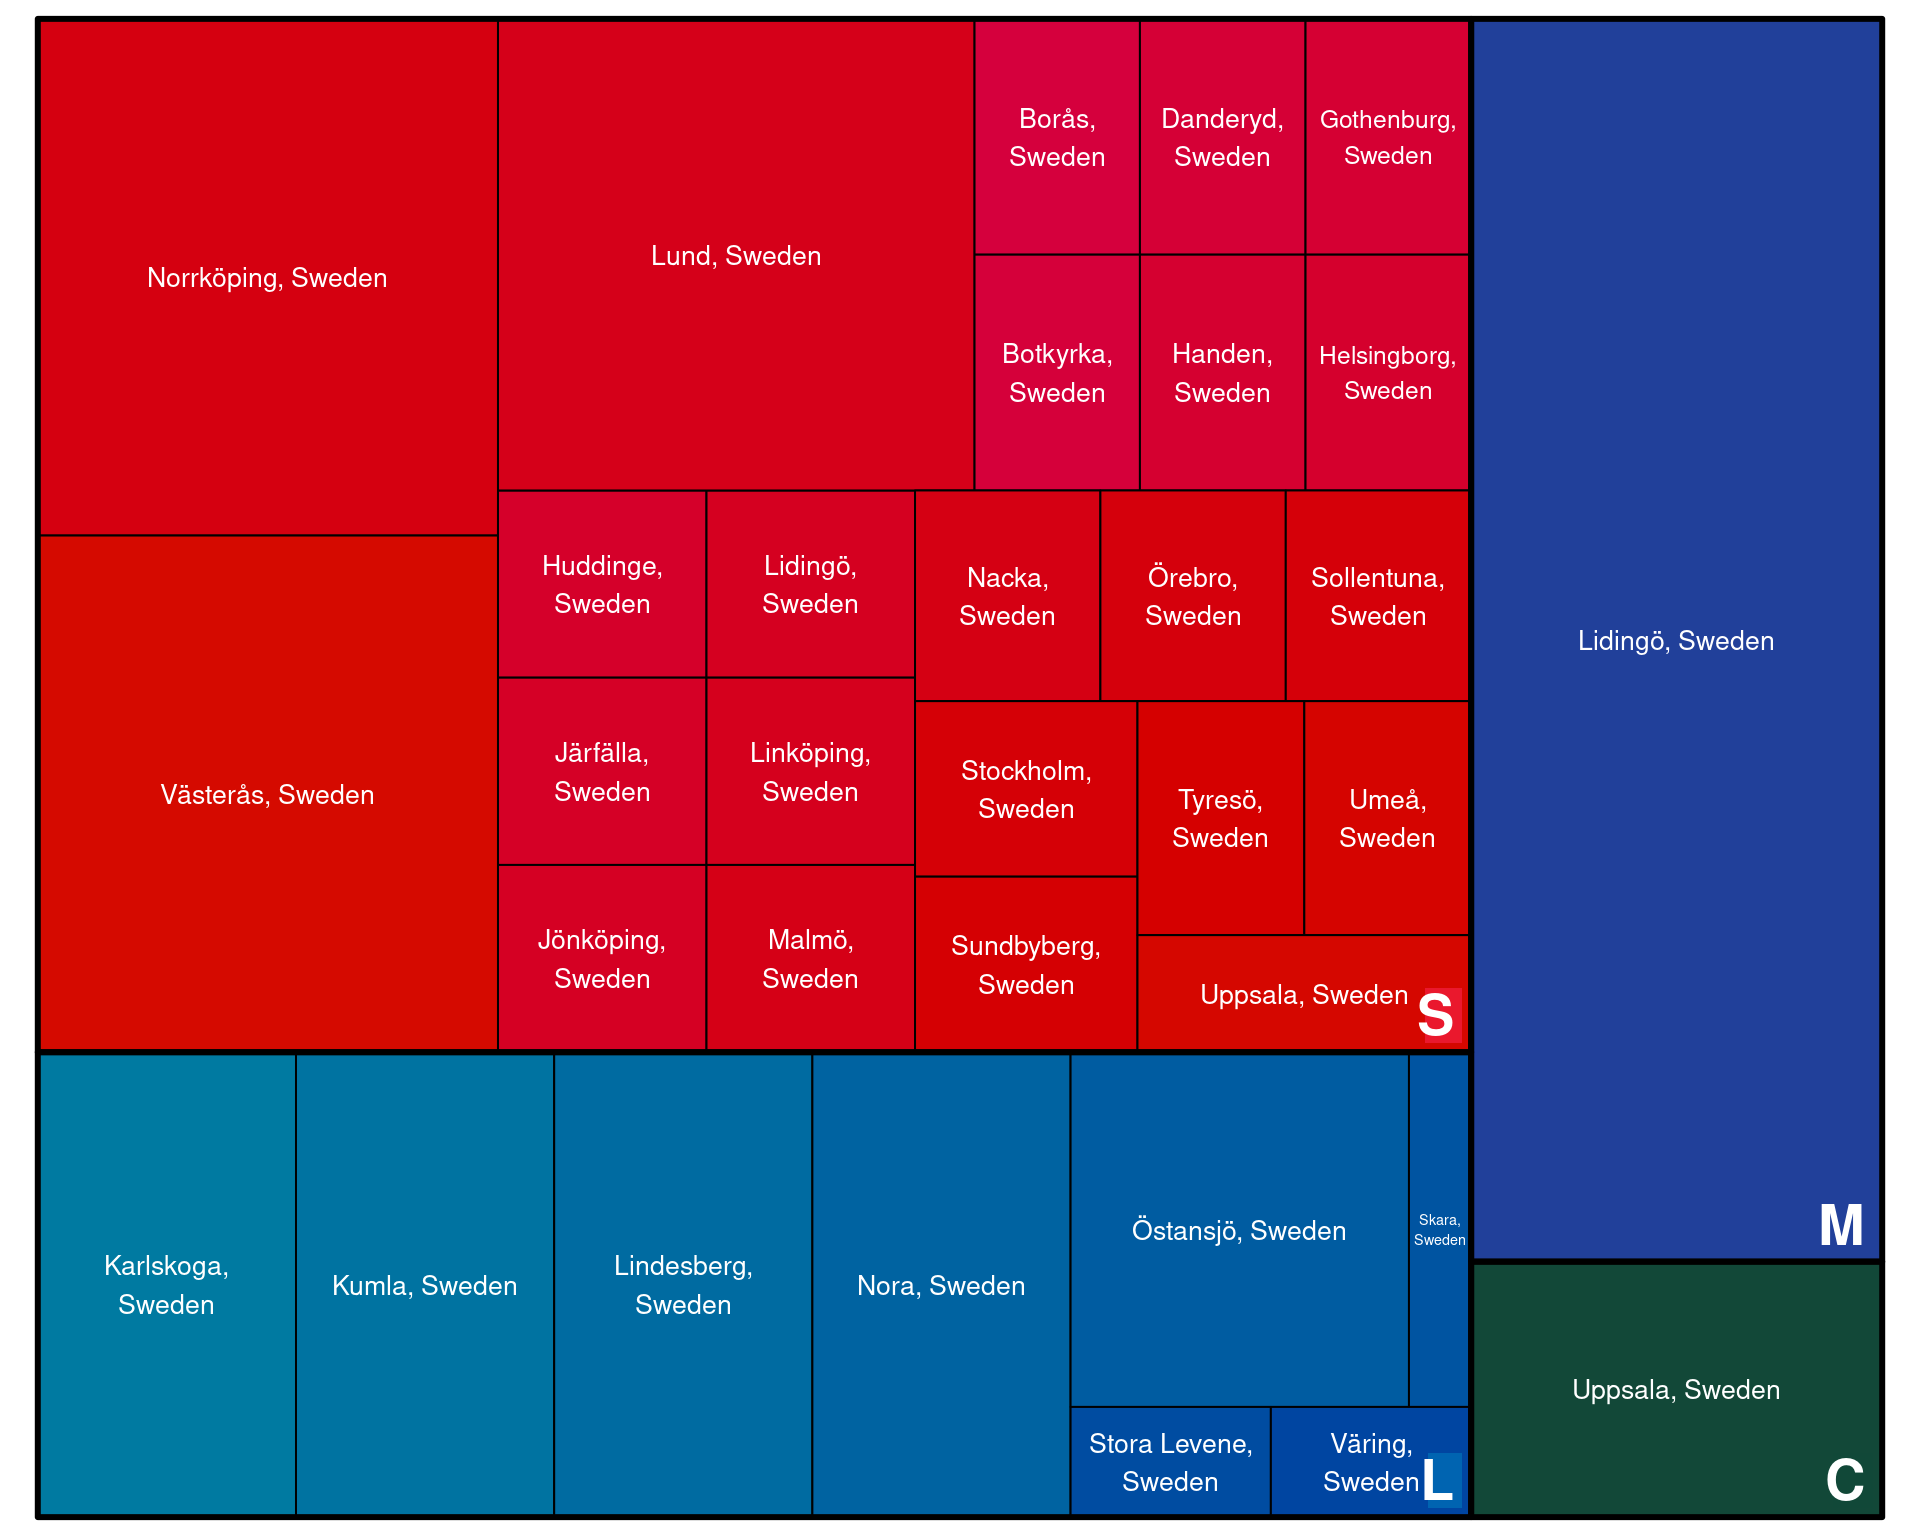 Norrköping, Sweden
Lund, Sweden
Borås,
Sweden
Danderyd,
Sweden
Gothenburg,
Sweden
Botkyrka,
Sweden
Handen,
Sweden
Helsingborg,
Sweden
Västerås, Sweden
Huddinge,
Sweden
Lidingö,
Sweden
Järfälla,
Sweden
Linköping,
Sweden
Jönköping,
Sweden
Malmö,
Sweden
Nacka,
Sweden
Örebro,
Sweden
Sollentuna,
Sweden
Stockholm,
Sweden
Tyresö,
Sweden
Umeå,
Sweden
Sundbyberg,
Sweden
Uppsala, Sweden
S
Karlskoga,
Sweden
Kumla, Sweden
Lindesberg,
Sweden
Nora, Sweden
Östansjö, Sweden
Skara,
Sweden
Stora Levene,
Sweden
Väring,
Sweden
L
Lidingö, Sweden
M
Uppsala, Sweden
C